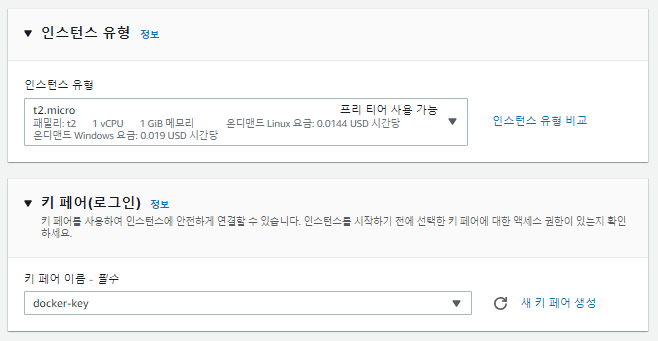 인스턴스 유형 정보
인스턴스 유형
t2.micro 프리 티어 사용 가능
패밀리: t2 1 vCPU 1 GiB 메모리 온디맨드 Linux 요금: 0.0144 USD 시간당
온디맨드 Windows 요금: 0.019 USD 시간당
인스턴스 유형 비교
키 페어(로그인) 정보
키 페어를 사용하여 인스턴스에 안전하게 연결할 수 있습니다. 인스턴스를 시작하기 전에 선택한 키 페어에 대한 액세스 권한이 있는지 확인
하세요.
키 페어 이름 - 필수
docker-key
새 키 페어 생성